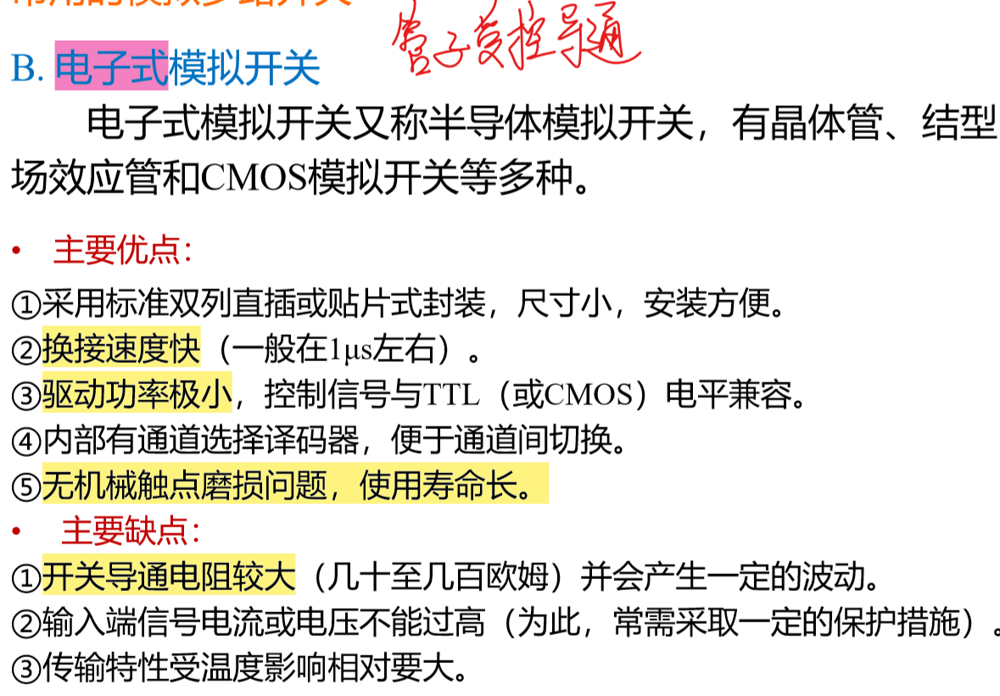 常用的模拟多路开关
管子受控导通
B. 电子式模拟开关
电子式模拟开关又称半导体模拟开关，有晶体管、结型
场效应管和CMOS模拟开关等多种。
• 主要优点：
①采用标准双列直插或贴片式封装，尺寸小，安装方便。
②换接速度快（一般在1μs左右）。
③驱动功率极小，控制信号与TTL（或CMOS）电平兼容。
④内部有通道选择译码器，便于通道间切换。
⑤无机械触点磨损问题，使用寿命长。
• 主要缺点：
①开关导通电阻较大（几十至几百欧姆）并会产生一定的波动。
②输入端信号电流或电压不能过高（为此，常需采取一定的保护措施）。
③传输特性受温度影响相对要大。